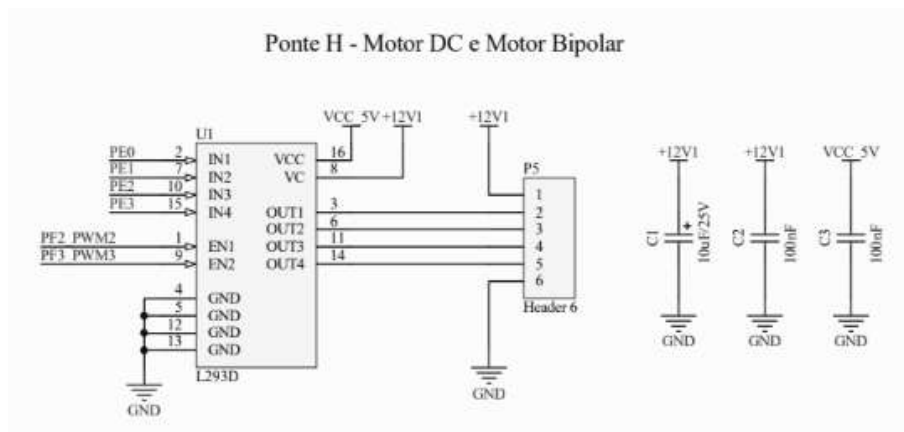 Ponte H - Motor DC e Motor Bipolar
VCC_5V +12V1
+12V1
U1
PE0 2 IN1 VCC 16
PE1 7 IN2 VC 8
PE2 10 IN3
PE3 15 IN4 OUT1 3
OUT2 6
PF2_PWM2 1 EN1 OUT3 11
PF3_PWM3 9 EN2 OUT4 14
4 GND
5 GND
12 GND
13 GND
L293D
GND
P5
1
2
3
4
5
6
Header 6
GND
+12V1
C1
+
10uF/25V
GND
+12V1
C2
100nF
GND
VCC_5V
C3
100nF
GND